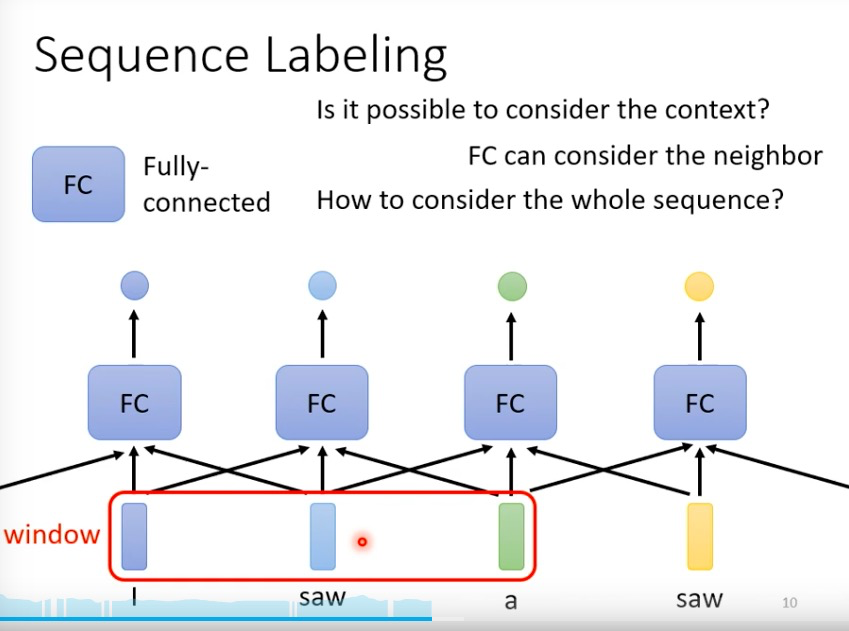 Sequence Labeling
Is it possible to consider the context?
FC can consider the neighbor
FC
Fully-
connected
How to consider the whole sequence?
FC
FC
FC
FC
window
I
saw
a
saw
10